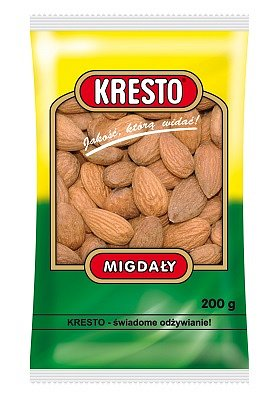 KRESTO
Jakość, którą widać!
MIGDAŁY
200 g
KRESTO - świadome odżywianie!